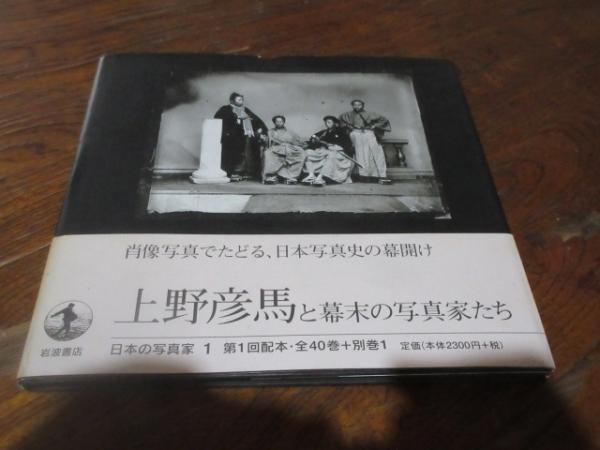 肖像写真でたどる、日本写真史の幕開け
上野彦馬と幕末の写真家たち
岩波書店
日本の写真家 1 第1回配本・全40巻+別巻1 定価(本体2300円+税)